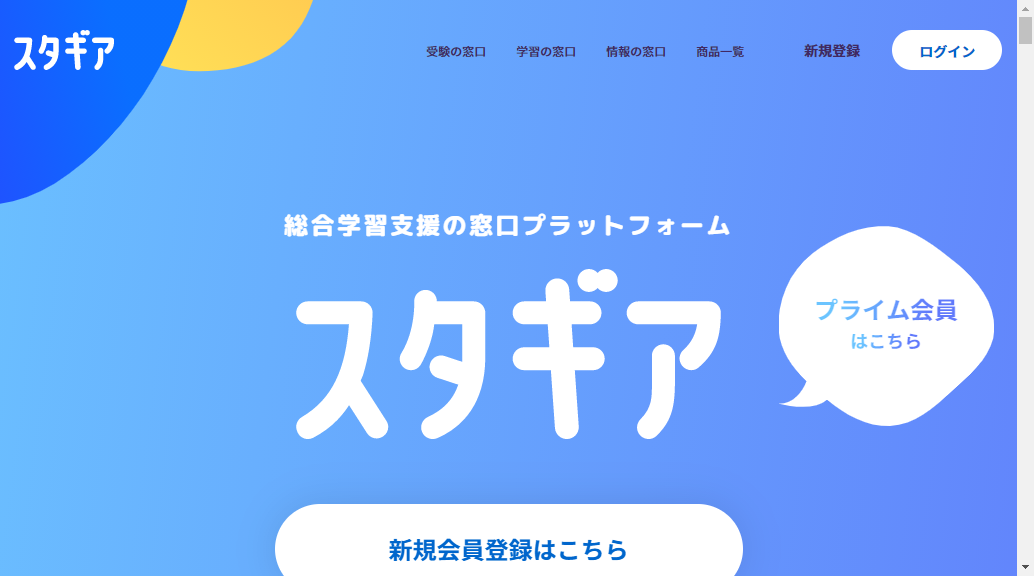 スタギア
受験の窓口
学習の窓口
情報の窓口
商品一覧
新規登録
ログイン
総合学習支援の窓口プラットフォーム
スタギア
プライム会員
はこちら
新規会員登録はこちら